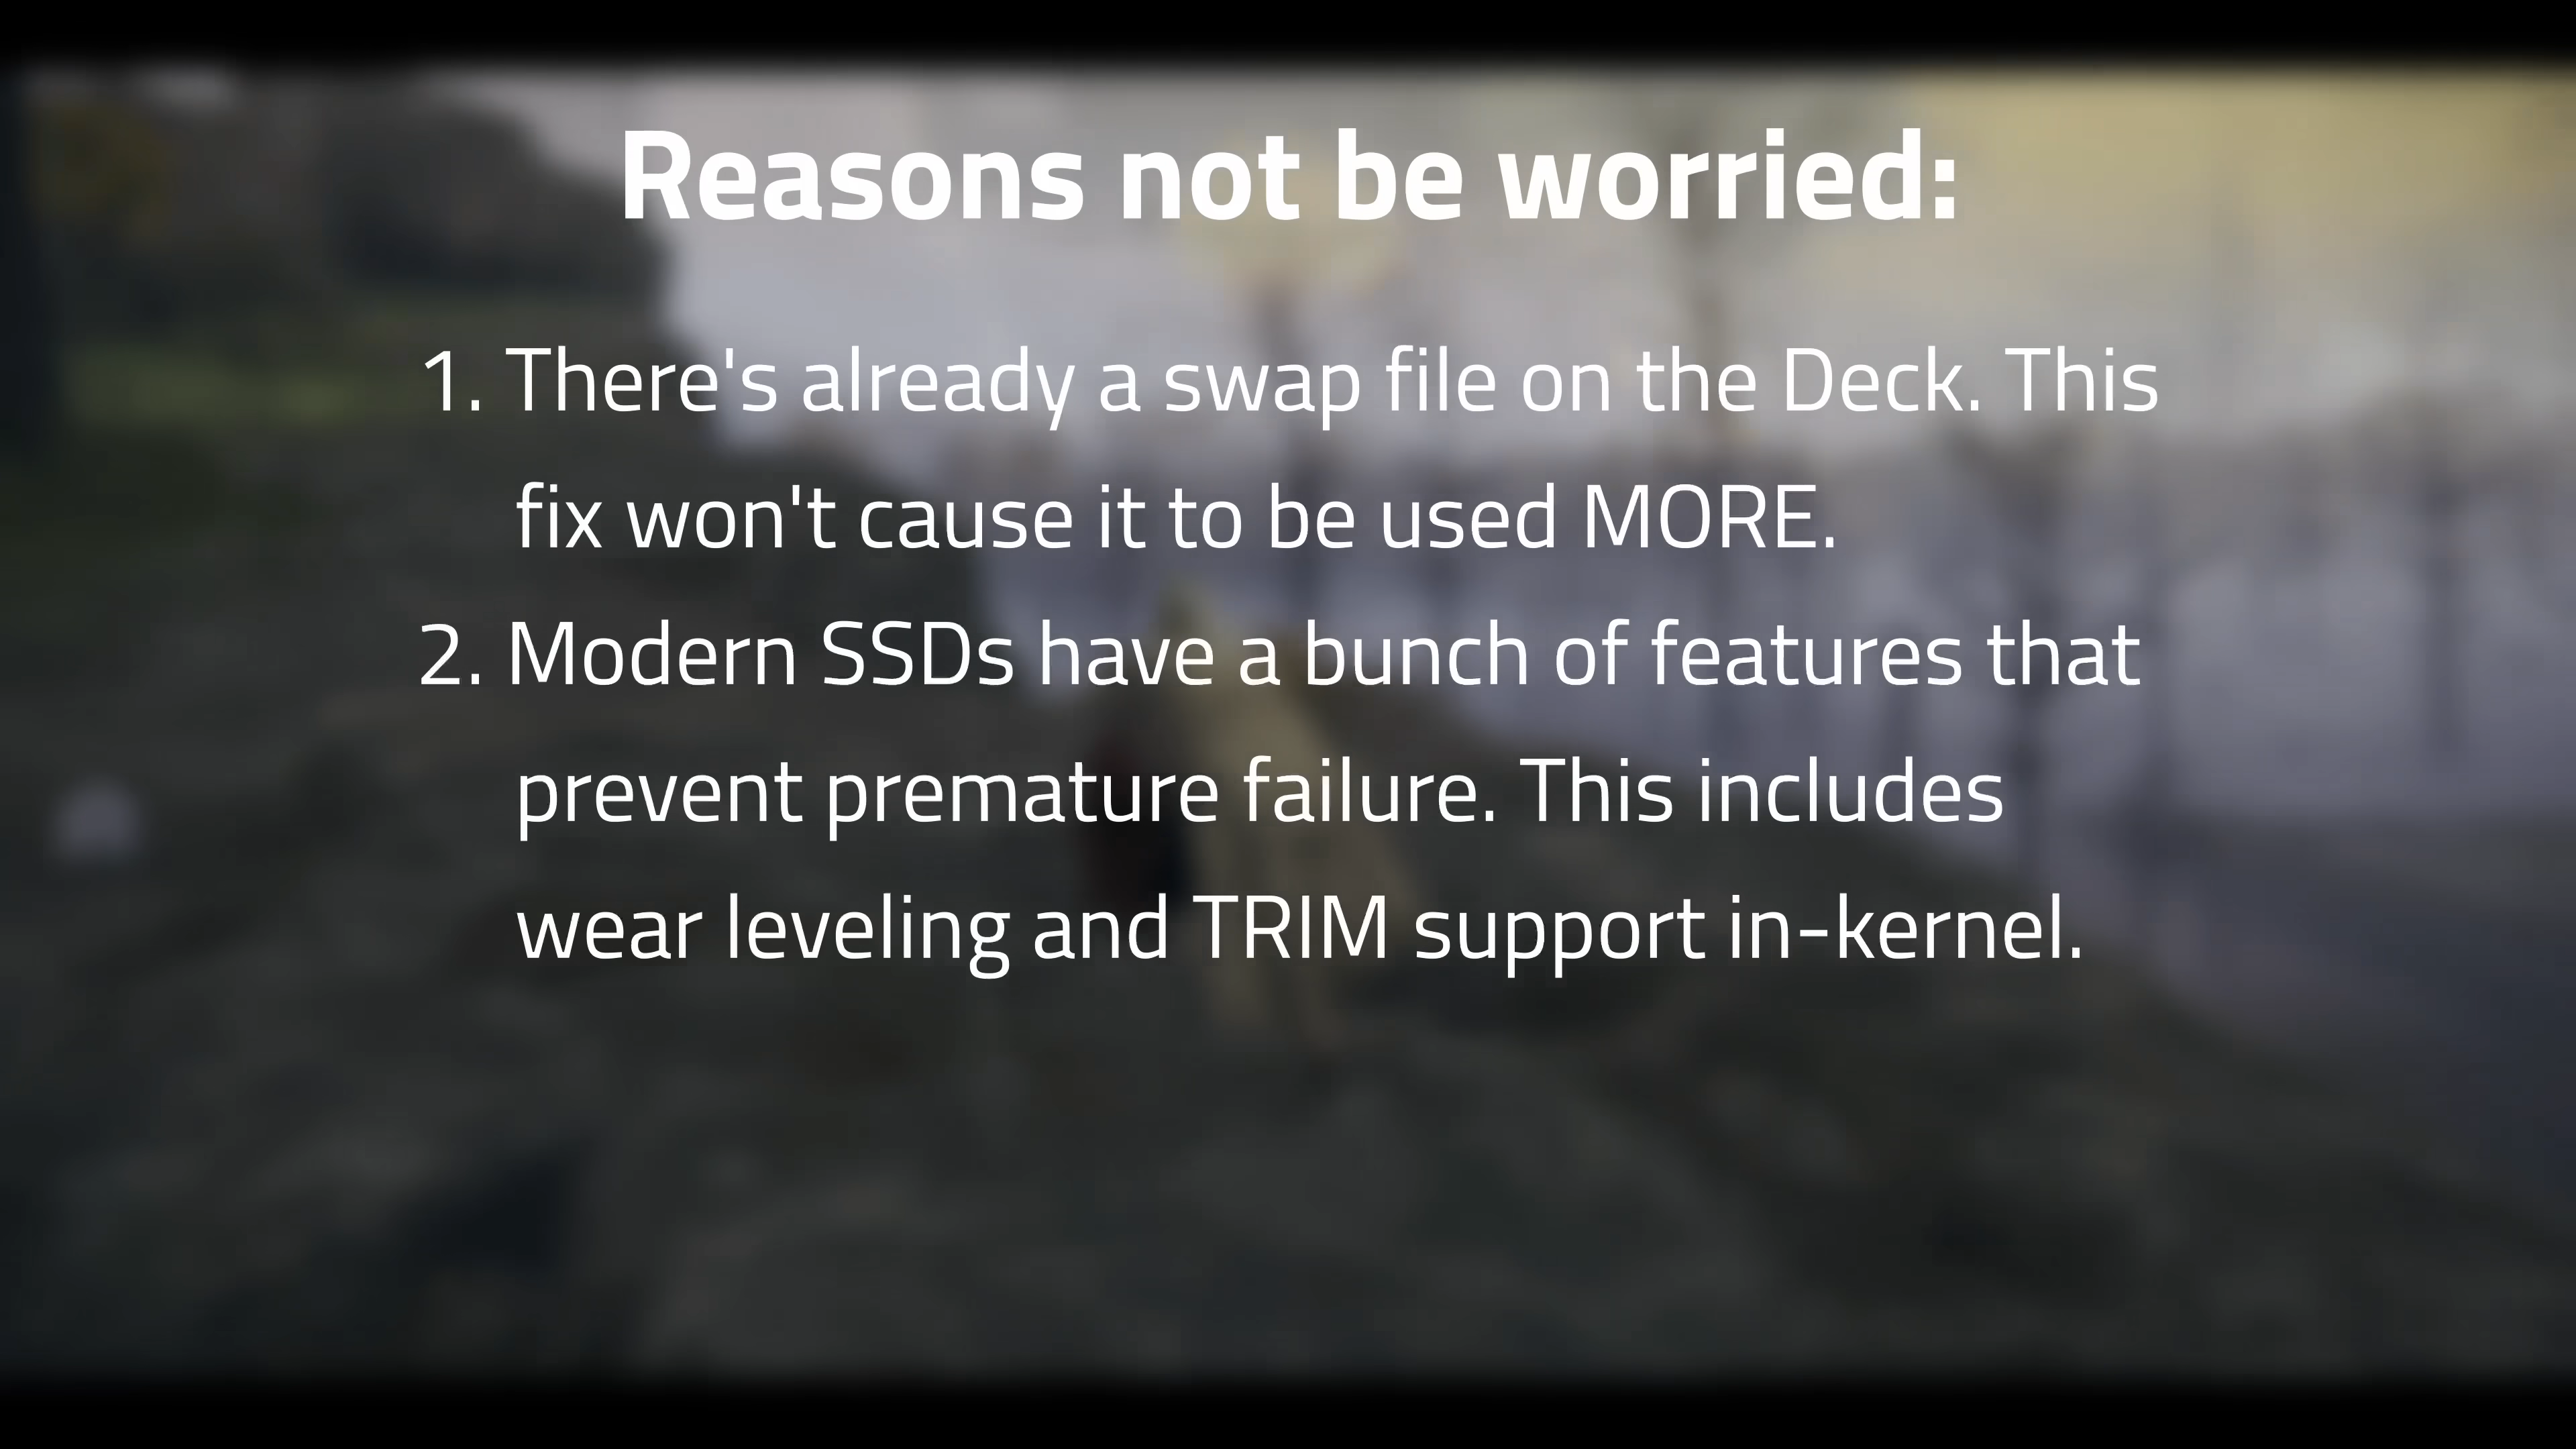 Reasons not be worried:
1. There's already a swap file on the Deck. This
fix won't cause it to be used MORE.
2. Modern SSDs have a bunch of features that
prevent premature failure. This includes
wear leveling and TRIM support in-kernel.